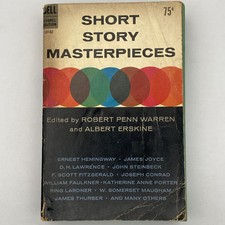 DELL
75¢
SHORT
STORY
MASTERPIECES
Edited by ROBERT PENN WARREN
and ALBERT ERSKINE
ERNEST HEMINGWAY · JAMES JOYCE
D.H. LAWRENCE · JOHN STEINBECK
F. SCOTT FITZGERALD · JOSEPH CONRAD
WILLIAM FAULKNER · KATHERINE ANNE PORTER
RING LARDNER · W. SOMERSET MAUGHAM
JAMES THURBER · AND MANY OTHERS